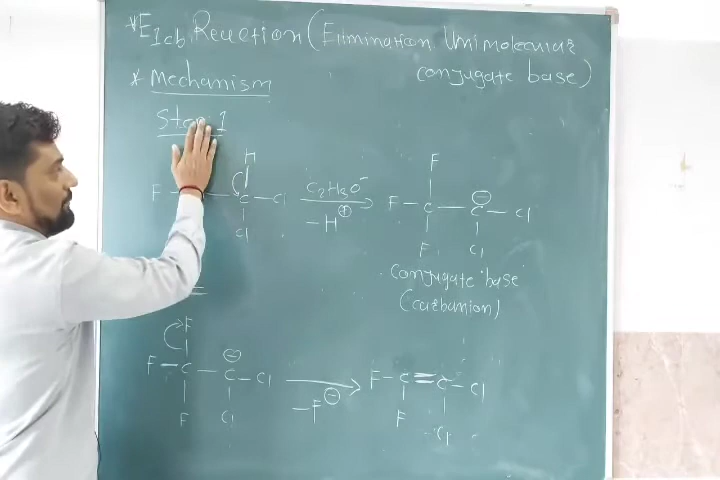 *E1cb Reaction (Elimination Unimolecular
conjugate base)
* Mechanism
Step 1
H F
F C Cl C2H3O⁻ F – C – C⊖ – Cl
Cl – H⊕ F Cl
conjugate base
(carbanion)
F
F – C – C⊖ – Cl F – C = C – Cl
F Cl – F⊖ F Cl